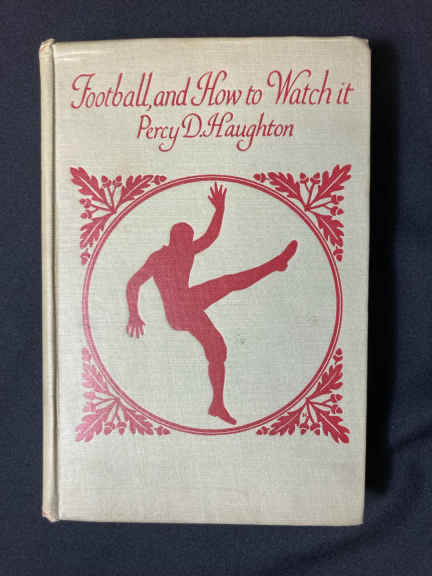 Football, and How to Watch it
Percy D. Haughton